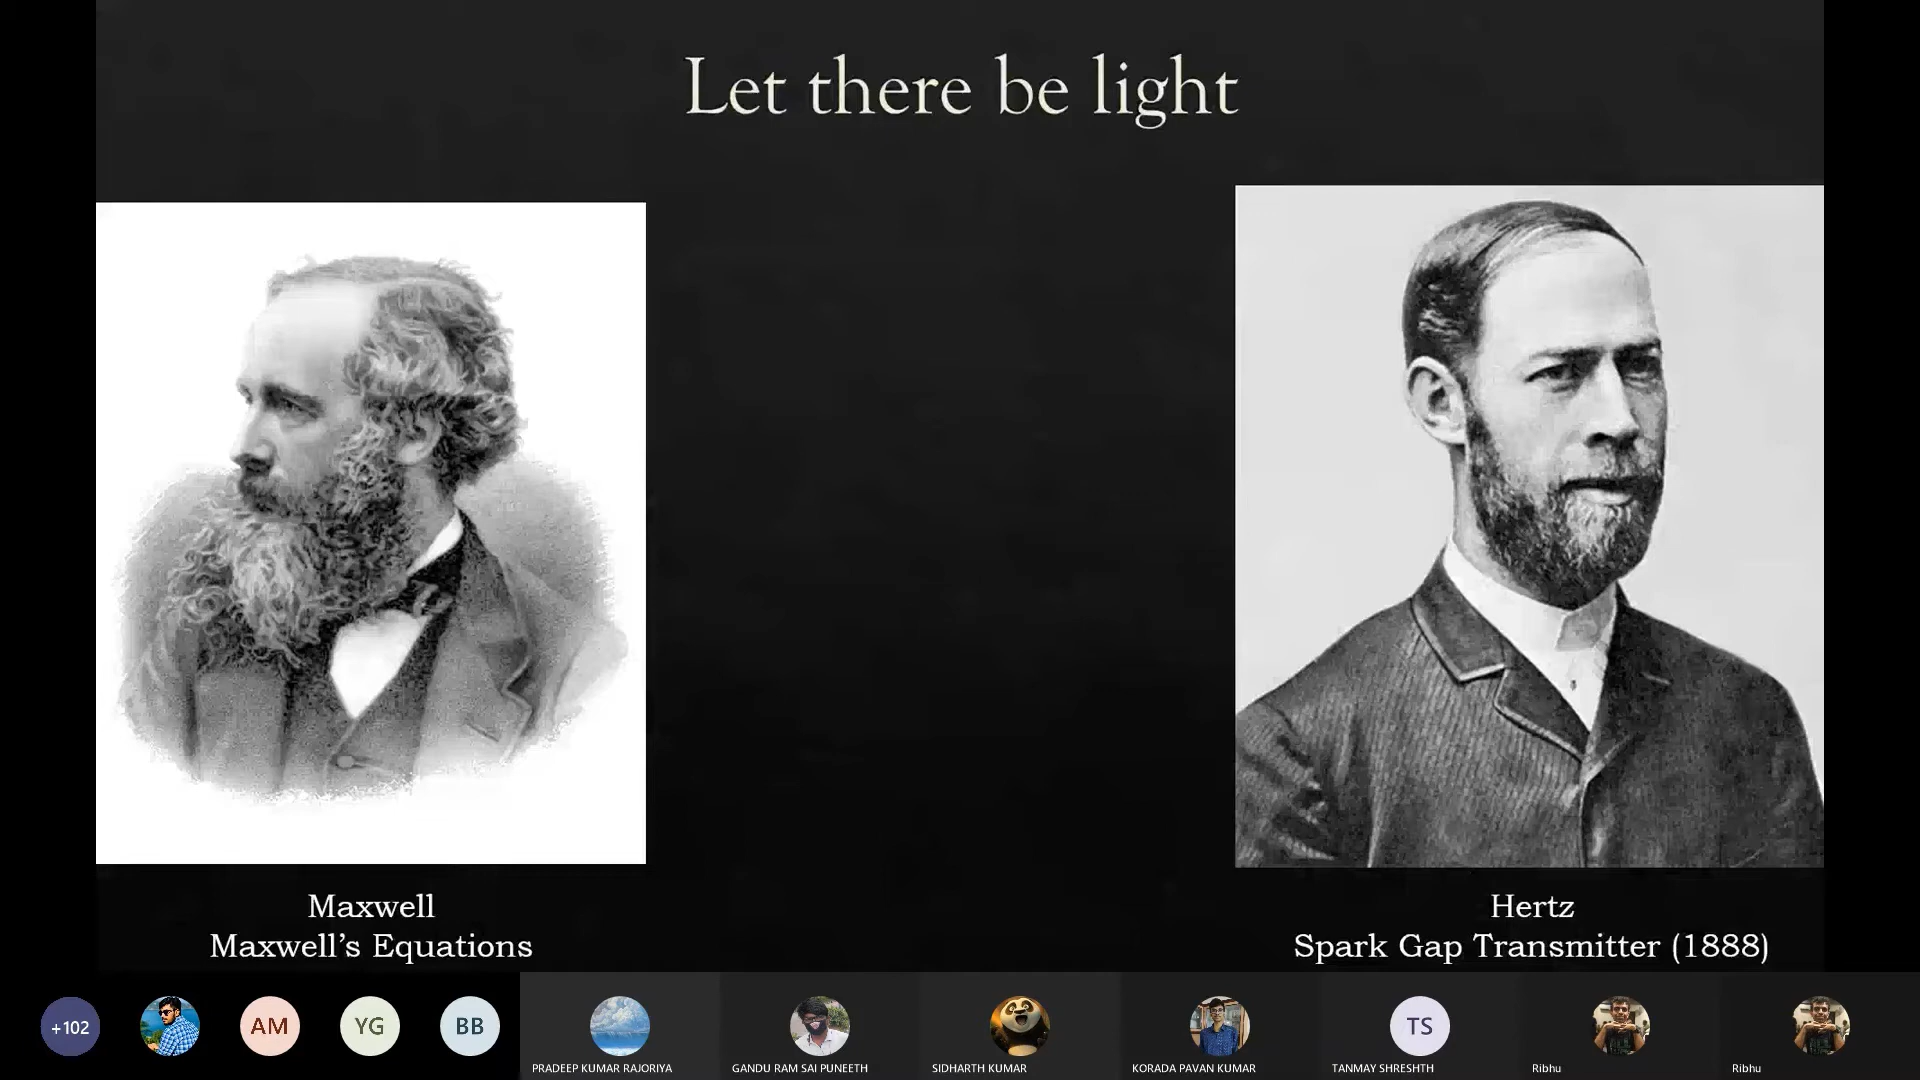 Let there be light
Maxwell
Maxwell's Equations
Hertz
Spark Gap Transmitter (1888)
+102
AM
YG
BB
TS
PRADEEP KUMAR RAJORIYA
GANDU RAM SAI PUNEETH
SIDHARTH KUMAR
KORADA PAVAN KUMAR
TANMAY SHRESHTH
Ribhu
Ribhu